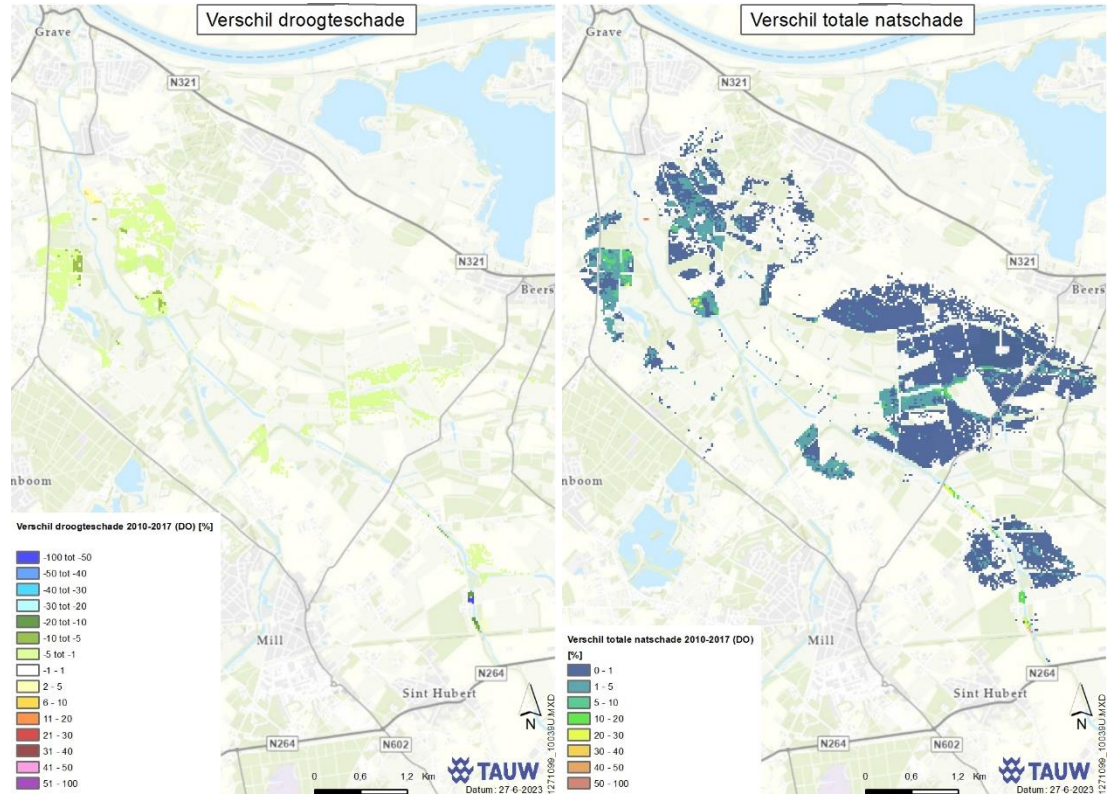 Verschil droogteschade
Grave
N321
N321
Beers
nboom
Verschil droogteschade 2010-2017 (DO) [%]
-100 tot -50
-50 tot -40
-40 tot -30
-30 tot -20
-20 tot -10
-10 tot -5
-5 tot -1
-1 - 1
2 - 5
6 - 10
11 - 20
21 - 30
31 - 40
41 - 50
51 - 100
Mill
N264
Sint Hubert
N264
N602
N
0 0,6 1,2 Km
TAUW
Datum : 27-6-2023
1271099_10039U.MXD
Verschil totale natschade
Grave
N321
N321
Beers
nboom
Verschil totale natschade 2010-2017 (DO)
[%]
0 - 1
1 - 5
5 - 10
10 - 20
20 - 30
30 - 40
40 - 50
50 - 100
Mill
N264
Sint Hubert
N264
N602
N
0 0,6 1,2 Km
TAUW
Datum : 27-6-2023
1271099_10039U.MXD